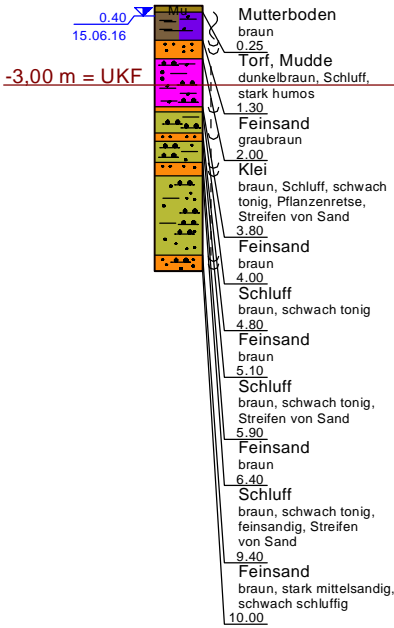 Mu
0.40
15.06.16
-3,00 m = UKF
Mutterboden
braun
0.25
Torf, Mudde
dunkelbraun, Schluff,
stark humos
1.30
Feinsand
graubraun
2.00
Klei
braun, Schluff, schwach
tonig, Pflanzenretse,
Streifen von Sand
3.80
Feinsand
braun
4.00
Schluff
braun, schwach tonig
4.80
Feinsand
braun
5.10
Schluff
braun, schwach tonig,
Streifen von Sand
5.90
Feinsand
braun
6.40
Schluff
braun, schwach tonig,
feinsandig, Streifen
von Sand
9.40
Feinsand
braun, stark mittelsandig,
schwach schluffig
10.00